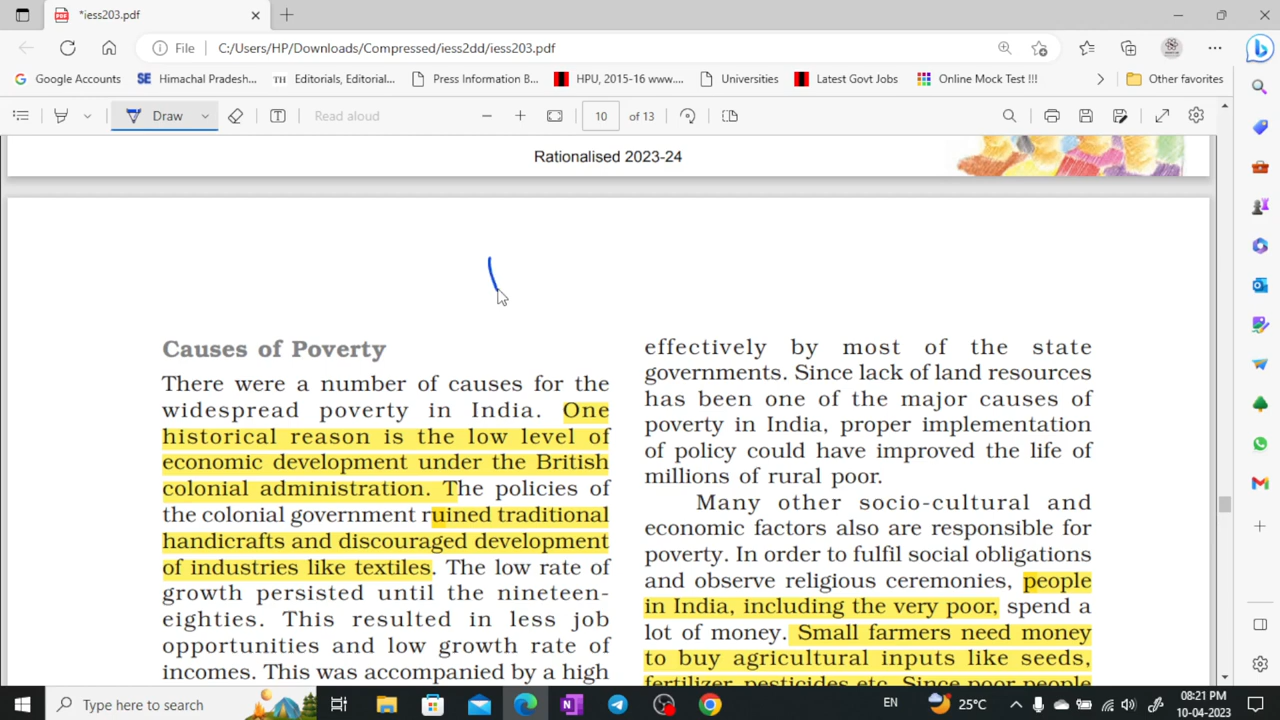 *iess203.pdf
File C:/Users/HP/Downloads/Compressed/iess2dd/iess203.pdf
Google Accounts SE Himachal Pradesh... TH Editorials, Editorial... Press Information B... HPU, 2015-16 www.... Universities Latest Govt Jobs Online Mock Test !!! Other favorites
Draw Read aloud 10 of 13
Rationalised 2023-24
Causes of Poverty
There were a number of causes for the
widespread poverty in India. One
historical reason is the low level of
economic development under the British
colonial administration. The policies of
the colonial government ruined traditional
handicrafts and discouraged development
of industries like textiles. The low rate of
growth persisted until the nineteen-
eighties. This resulted in less job
opportunities and low growth rate of
incomes. This was accompanied by a high
effectively by most of the state
governments. Since lack of land resources
has been one of the major causes of
poverty in India, proper implementation
of policy could have improved the life of
millions of rural poor.
Many other socio-cultural and
economic factors also are responsible for
poverty. In order to fulfil social obligations
and observe religious ceremonies, people
in India, including the very poor, spend a
lot of money. Small farmers need money
to buy agricultural inputs like seeds,
fertilizer, pesticides etc. Since poor people
Type here to search
25°C
EN
08:21 PM
10-04-2023